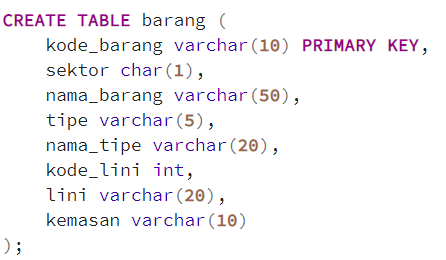 CREATE TABLE barang (
    kode_barang varchar(10) PRIMARY KEY,
    sektor char(1),
    nama_barang varchar(50),
    tipe varchar(5),
    nama_tipe varchar(20),
    kode_lini int,
    lini varchar(20),
    kemasan varchar(10)
);